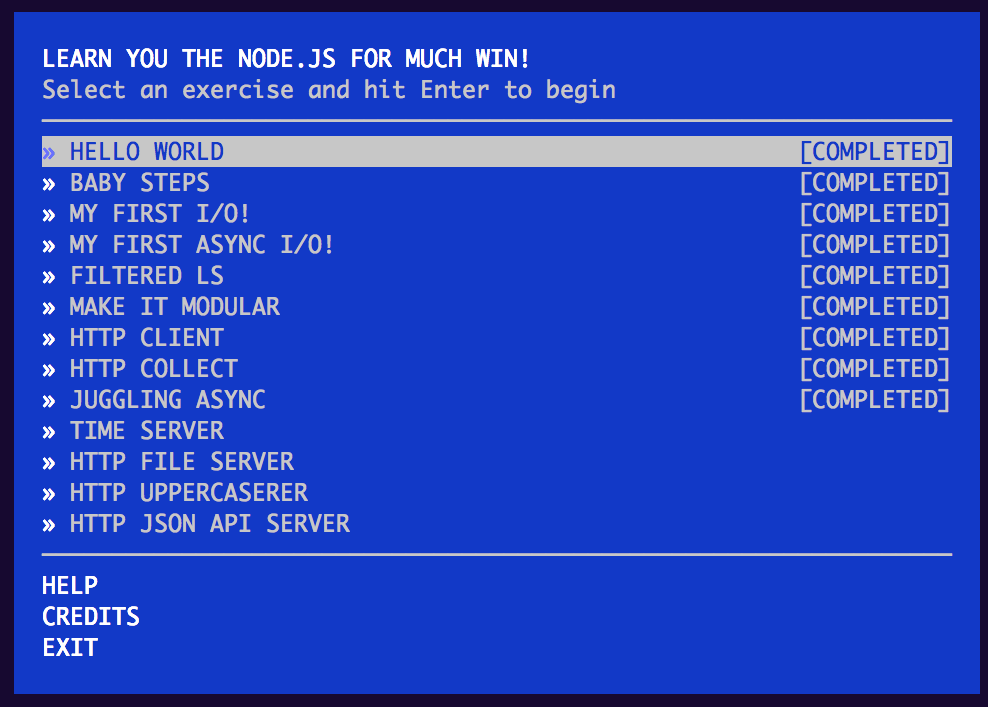 LEARN YOU THE NODE.JS FOR MUCH WIN!
Select an exercise and hit Enter to begin
» HELLO WORLD [COMPLETED]
» BABY STEPS [COMPLETED]
» MY FIRST I/O! [COMPLETED]
» MY FIRST ASYNC I/O! [COMPLETED]
» FILTERED LS [COMPLETED]
» MAKE IT MODULAR [COMPLETED]
» HTTP CLIENT [COMPLETED]
» HTTP COLLECT [COMPLETED]
» JUGGLING ASYNC [COMPLETED]
» TIME SERVER
» HTTP FILE SERVER
» HTTP UPPERCASERER
» HTTP JSON API SERVER
HELP
CREDITS
EXIT